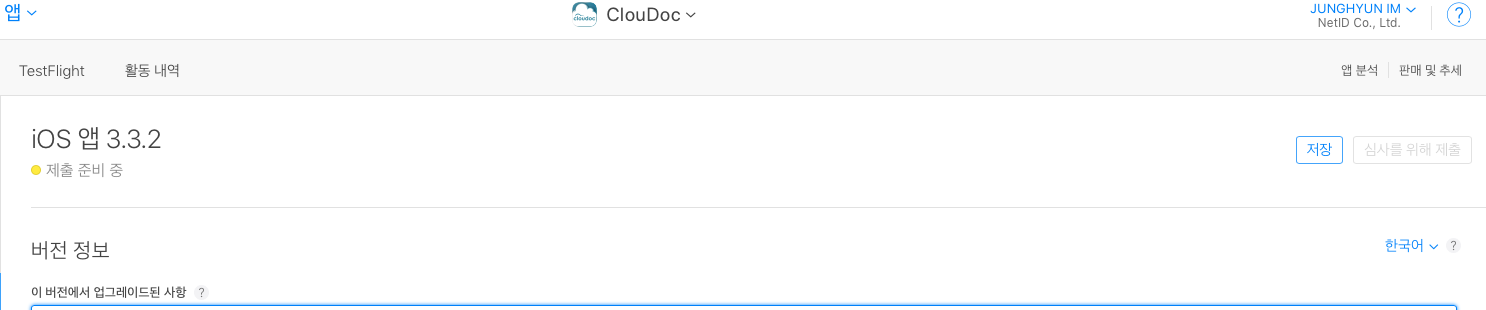 앱
cloudoc ClouDoc
JUNGHYUN IM
NetID Co., Ltd.
?
TestFlight 활동 내역
앱 분석 판매 및 추세
iOS 앱 3.3.2
제출 준비 중
저장 심사를 위해 제출
버전 정보
한국어 ?
이 버전에서 업그레이드된 사항 ?